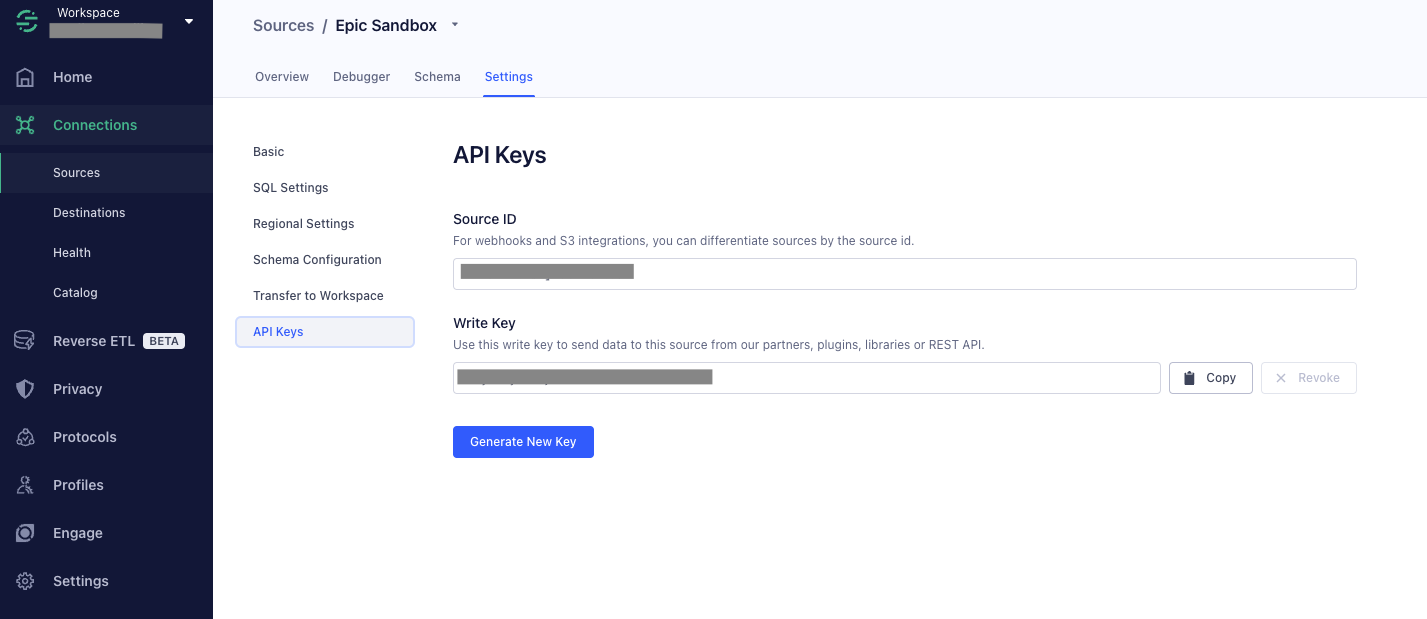 Workspace
Home
Connections
Sources
Destinations
Health
Catalog
Reverse ETL BETA
Privacy
Protocols
Profiles
Engage
Settings
Sources / Epic Sandbox
Overview Debugger Schema Settings
Basic
SQL Settings
Regional Settings
Schema Configuration
Transfer to Workspace
API Keys
API Keys
Source ID
For webhooks and S3 integrations, you can differentiate sources by the source id.
Write Key
Use this write key to send data to this source from our partners, plugins, libraries or REST API.
Copy Revoke
Generate New Key